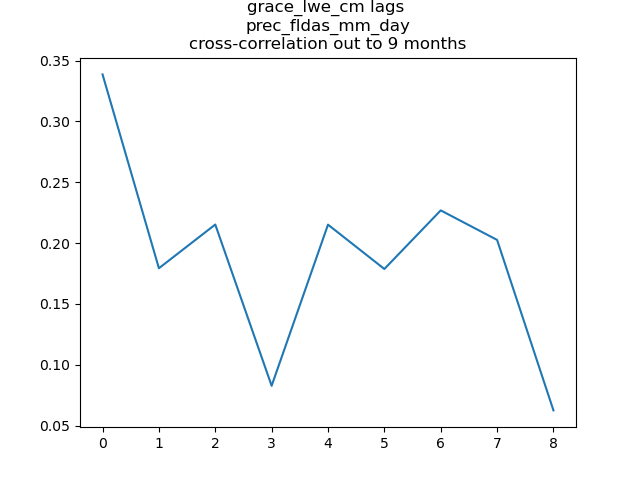 grace_lwe_cm lags
prec_fldas_mm_day
cross-correlation out to 9 months
0.35
0.30
0.25
0.20
0.15
0.10
0.05
0 1 2 3 4 5 6 7 8